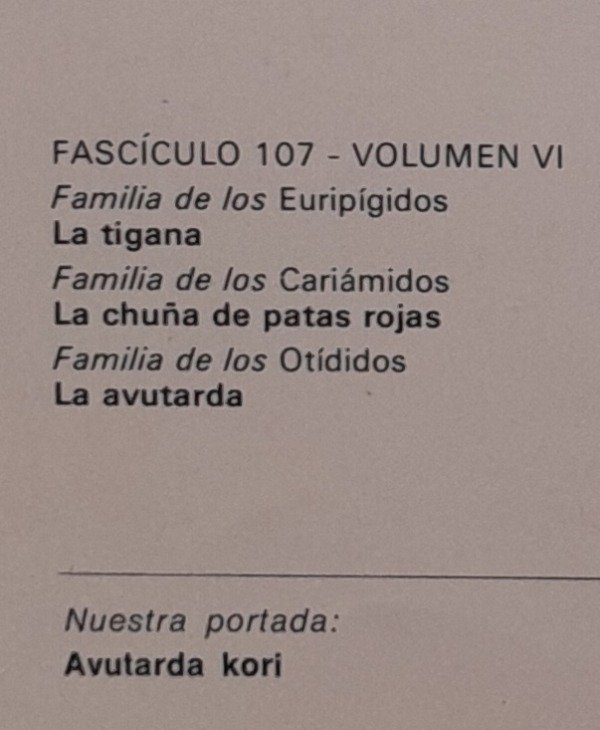 FASCÍCULO 107 - VOLUMEN VI
Familia de los Euripígidos
La tigana
Familia de los Cariámidos
La chuña de patas rojas
Familia de los Otídidos
La avutarda
Nuestra portada:
Avutarda kori